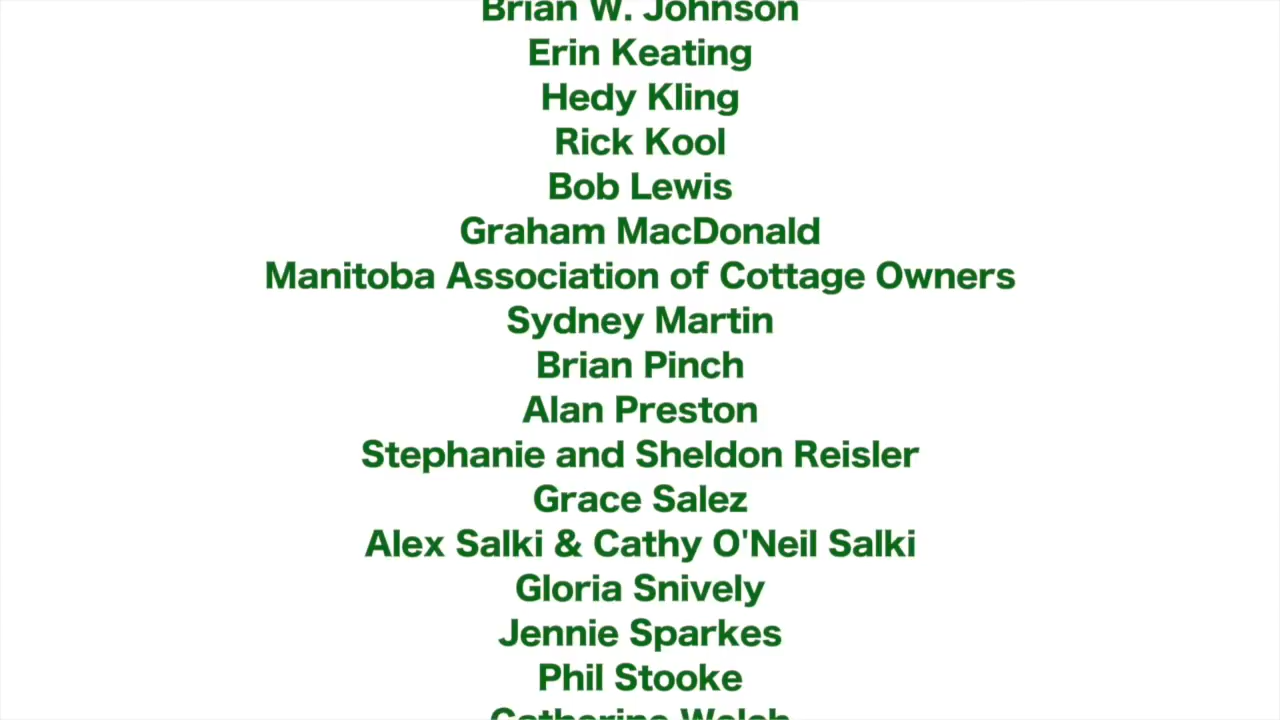 Brian W. Johnson
Erin Keating
Hedy Kling
Rick Kool
Bob Lewis
Graham MacDonald
Manitoba Association of Cottage Owners
Sydney Martin
Brian Pinch
Alan Preston
Stephanie and Sheldon Reisler
Grace Salez
Alex Salki & Cathy O'Neil Salki
Gloria Snively
Jennie Sparkes
Phil Stooke
Catherine